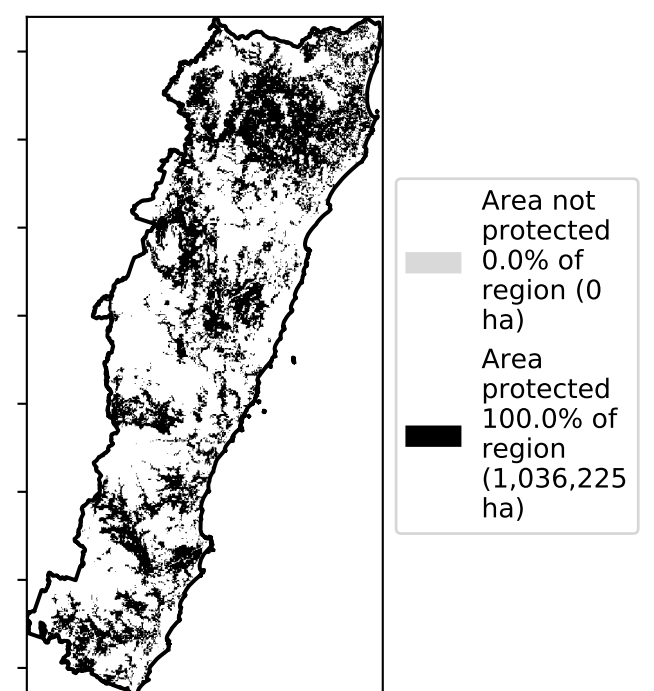 Area not
protected
0.0% of
region (0
ha)
Area
protected
100.0% of
region
(1,036,225
ha)